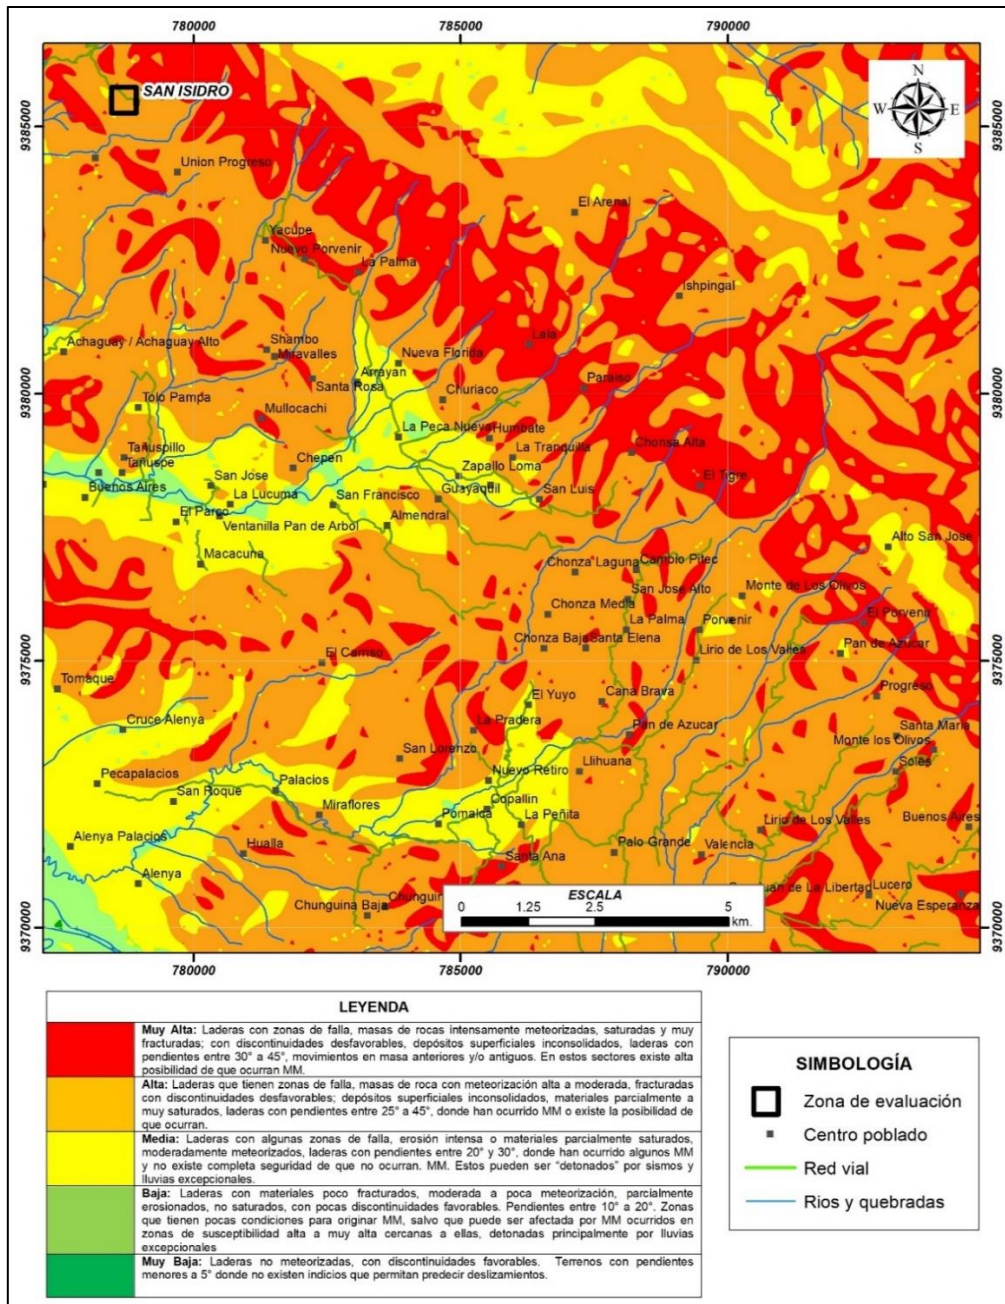 780000 785000 790000
SAN ISIDRO
N
W E
S
9385000 9385000
Union Progreso
El Arenal
Yacupe
Nuevo Porvenir
La Palma
Ishpingal
Achaguay / Achaguay Alto
Shambo
Miravalles
Nueva Florida
Lala
Arrayan
Santa Rosa
Paraiso
9380000 9380000
Tolo Pampa
Churiaco
Mullocachi
La Peca Nueva
Humbate
Tañuspillo
La Tranquilla
Chonsa Alta
Tañuspe
Chepen
Zapallo Loma
San Jose
El Tigre
Buenos Aires
La Lucuma
San Francisco
Guayaquil
San Luis
El Parco
Ventanilla Pan de Arbol
Almendral
Alto San Jose
Macacuna
Chonza Laguna
Cambio Pitec
San Jose Alto
Monte de Los Olivos
Chonza Media
La Palma
Porvenir
El Porvenir
Chonza Baja
Santa Elena
Pan de Azucar
9375000 9375000
El Carriso
Lirio de Los Valles
Tomaque
Cana Brava
Progreso
El Yuyo
Cruce Alenya
La Pradera
Pan de Azucar
Santa Maria
Monte los Olivos
San Lorenzo
Llihuana
Soles
Pecapalacios
Palacios
Nuevo Retiro
San Roque
Miraflores
Copallin
Pomalca
La Peñita
Buenos Aires
Lirio de Los Valles
Alenya Palacios
Hualla
Santa Ana
Palo Grande
Valencia
Alenya
ESCALA
0 1.25 2.5 5
km.
Chunguina Baja
Chunguin
uan de La Libertad
Lucero
Nueva Esperanza
9370000 9370000
780000 785000 790000
LEYENDA
Muy Alta: Laderas con zonas de falla, masas de rocas intensamente meteorizadas, saturadas y muy
fracturadas; con discontinuidades desfavorables, depósitos superficiales inconsolidados, laderas con
pendientes entre 30° a 45°, movimientos en masa anteriores y/o antiguos. En estos sectores existe alta
posibilidad de que ocurran MM.
Alta: Laderas que tienen zonas de falla, masas de roca con meteorización alta a moderada, fracturadas
con discontinuidades desfavorables; depósitos superficiales inconsolidados, materiales parcialmente a
muy saturados, laderas con pendientes entre 25° a 45°, donde han ocurrido MM o existe la posibilidad de
que ocurran.
Media: Laderas con algunas zonas de falla, erosión intensa o materiales parcialmente saturados,
moderadamente meteorizados, laderas con pendientes entre 20° y 30°, donde han ocurrido algunos MM
y no existe completa seguridad de que no ocurran. MM. Estos pueden ser “detonados” por sismos y
lluvias excepcionales.
Baja: Laderas con materiales poco fracturados, moderada a poca meteorización, parcialmente
erosionados, no saturados, con pocas discontinuidades favorables. Pendientes entre 10° a 20°. Zonas
que tienen pocas condiciones para originar MM, salvo que puede ser afectada por MM ocurridos en
zonas de susceptibilidad alta a muy alta cercanas a ellas, detonadas principalmente por lluvias
excepcionales
Muy Baja: Laderas no meteorizadas, con discontinuidades favorables. Terrenos con pendientes
menores a 5° donde no existen indicios que permitan predecir deslizamientos.
SIMBOLOGÍA
Zona de evaluación
Centro poblado
Red vial
Rios y quebradas